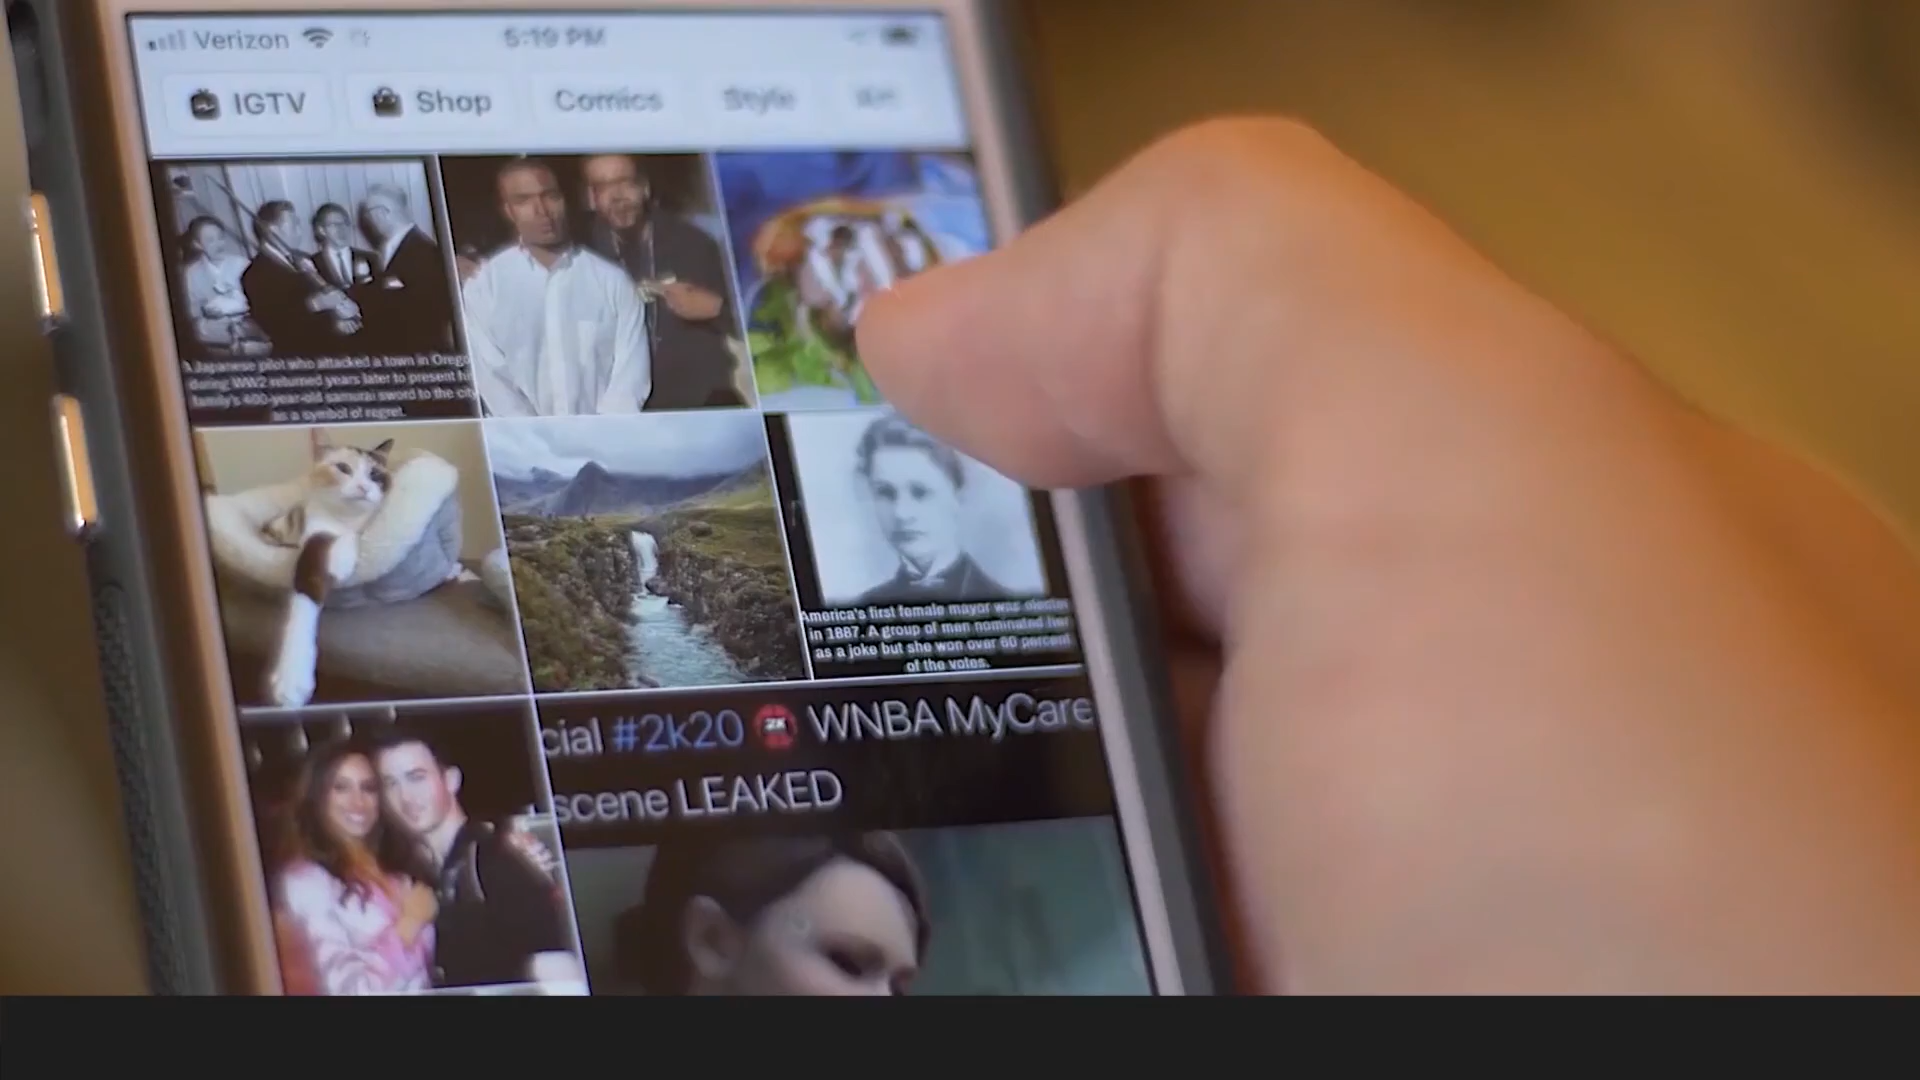 Verizon 5:19 PM
IGTV Shop Comics Style
A Japanese pilot who attacked a town in Orego
during WW2 returned years later to present hi
family's 400-year-old samurai sword to the city
as a symbol of regret.
America's first female mayor was elected
in 1887. A group of men nominated her
as a joke but she won over 60 percent
of the votes.
cial #2k20 2K WNBA MyCare
scene LEAKED